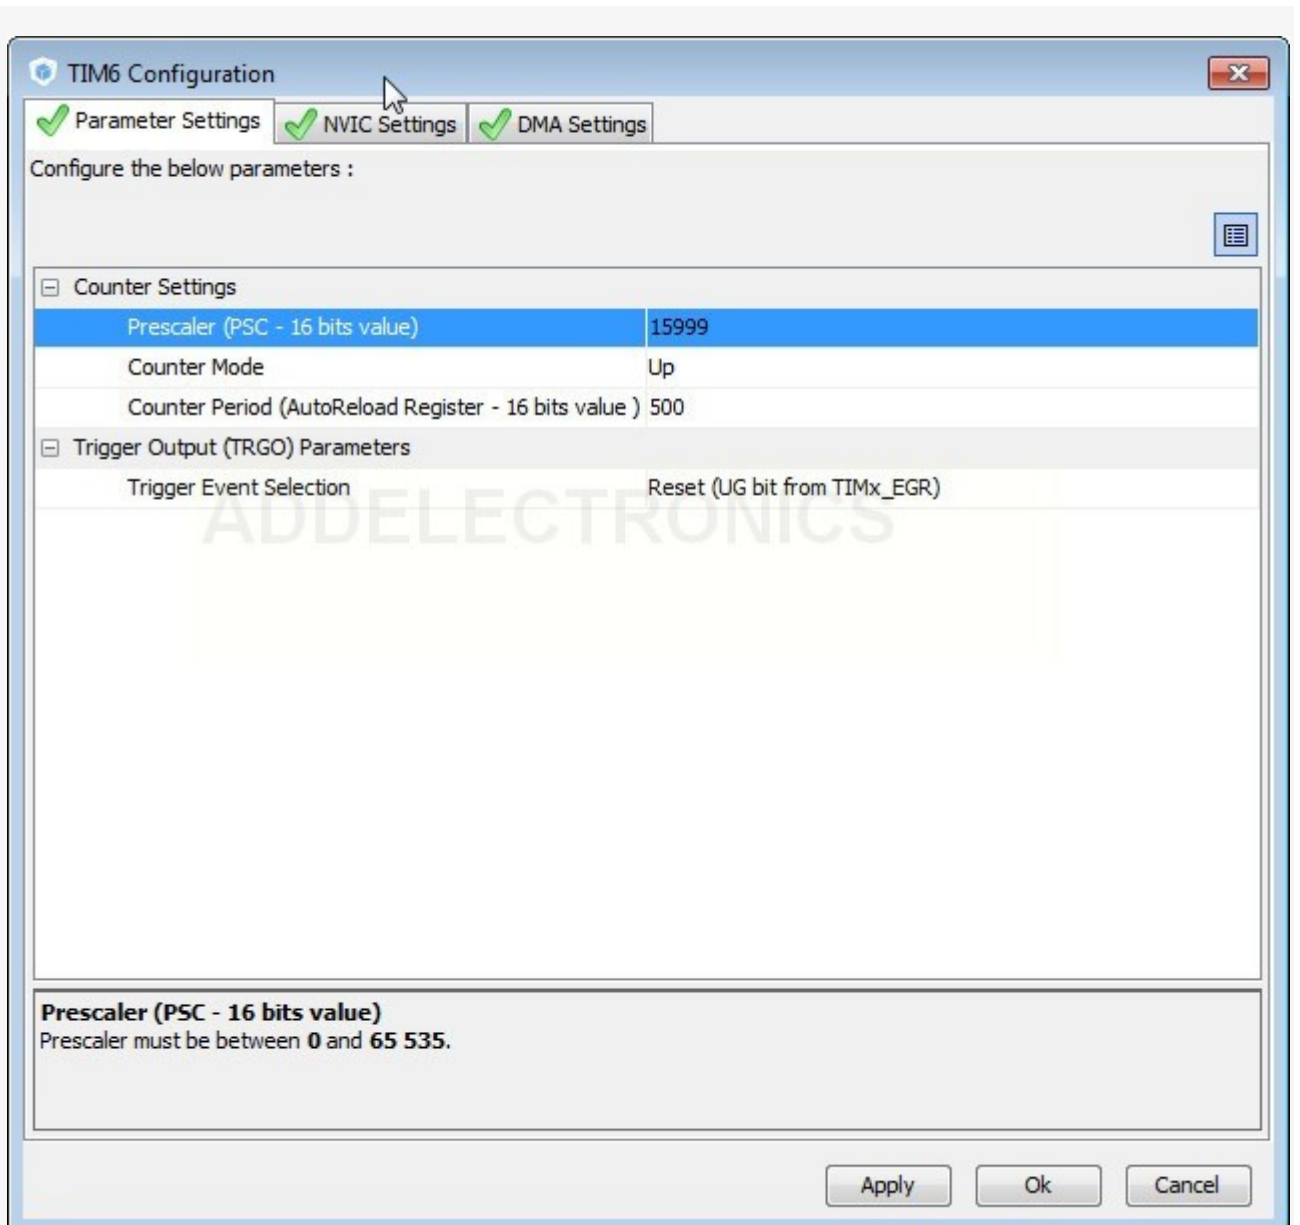 TIM6 Configuration
Parameter Settings NVIC Settings DMA Settings
Configure the below parameters :
Counter Settings
Prescaler (PSC - 16 bits value) 15999
Counter Mode Up
Counter Period (AutoReload Register - 16 bits value ) 500
Trigger Output (TRGO) Parameters
Trigger Event Selection Reset (UG bit from TIMx_EGR)
ADDELECTRONICS
Prescaler (PSC - 16 bits value)
Prescaler must be between 0 and 65 535.
Apply Ok Cancel